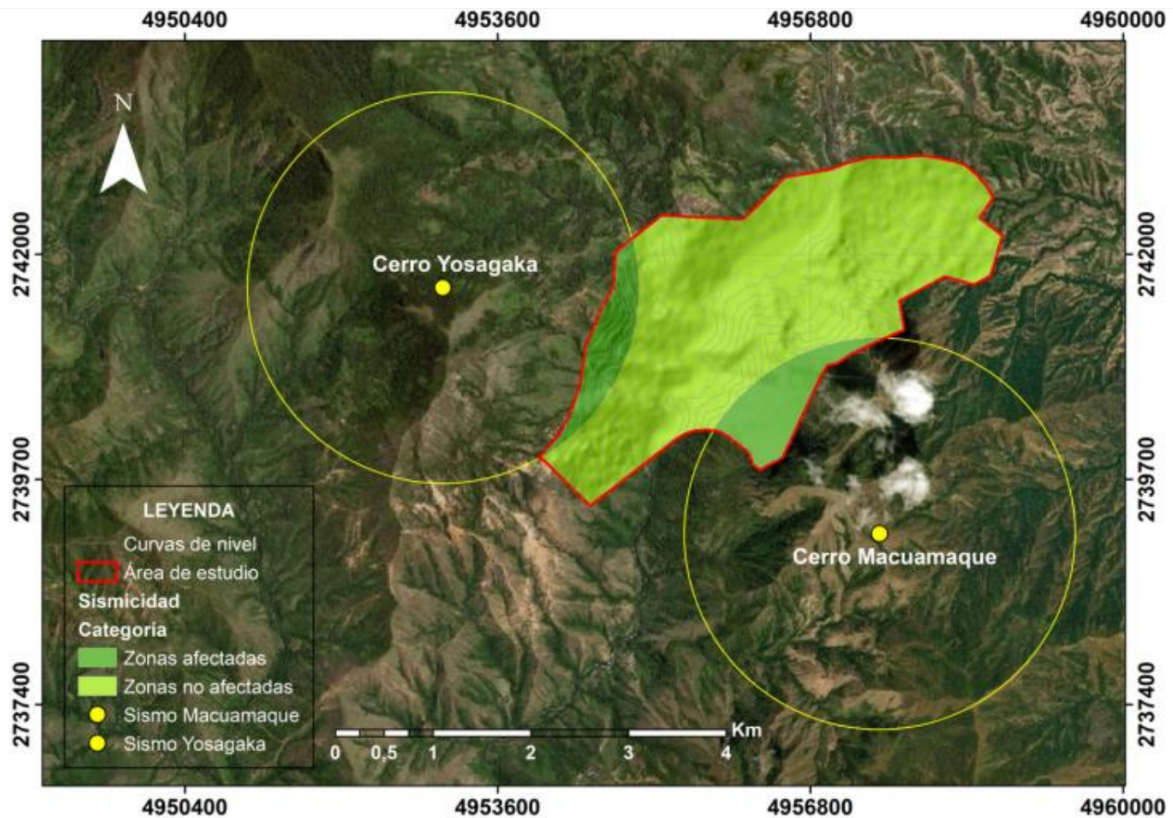 4950400 4953600 4956800 4960000
N
2742000
2742000
Cerro Yosagaka
2739700
2739700
Cerro Macuamaque
LEYENDA
Curvas de nivel
Área de estudio
Sismicidad
Categoría
Zonas afectadas
Zonas no afectadas
Sismo Macuamaque
Sismo Yosagaka
2737400
2737400
Km
0 0,5 1 2 3 4
4950400 4953600 4956800 4960000